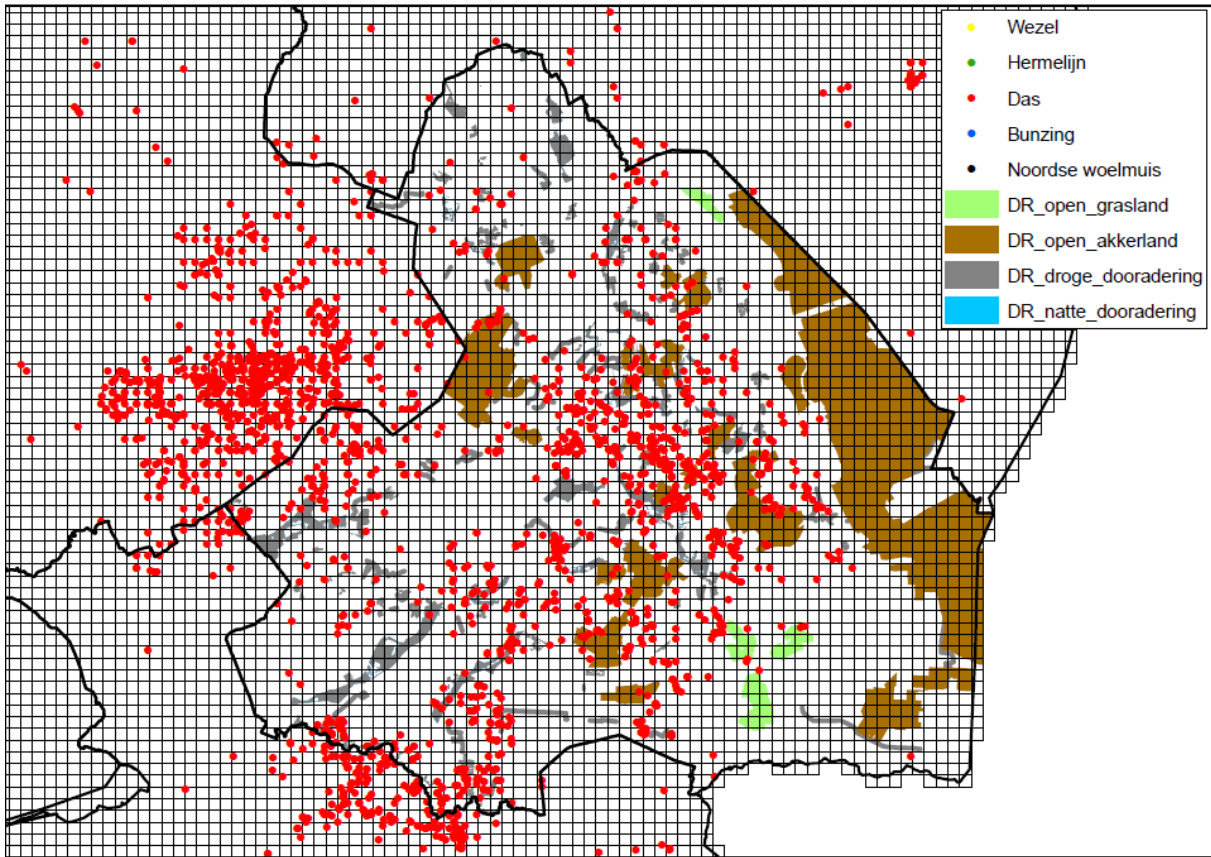 Wezel
Hermelijn
Das
Bunzing
Noordse woelmuis
DR_open_grasland
DR_open_akkerland
DR_droge_dooradering
DR_natte_dooradering